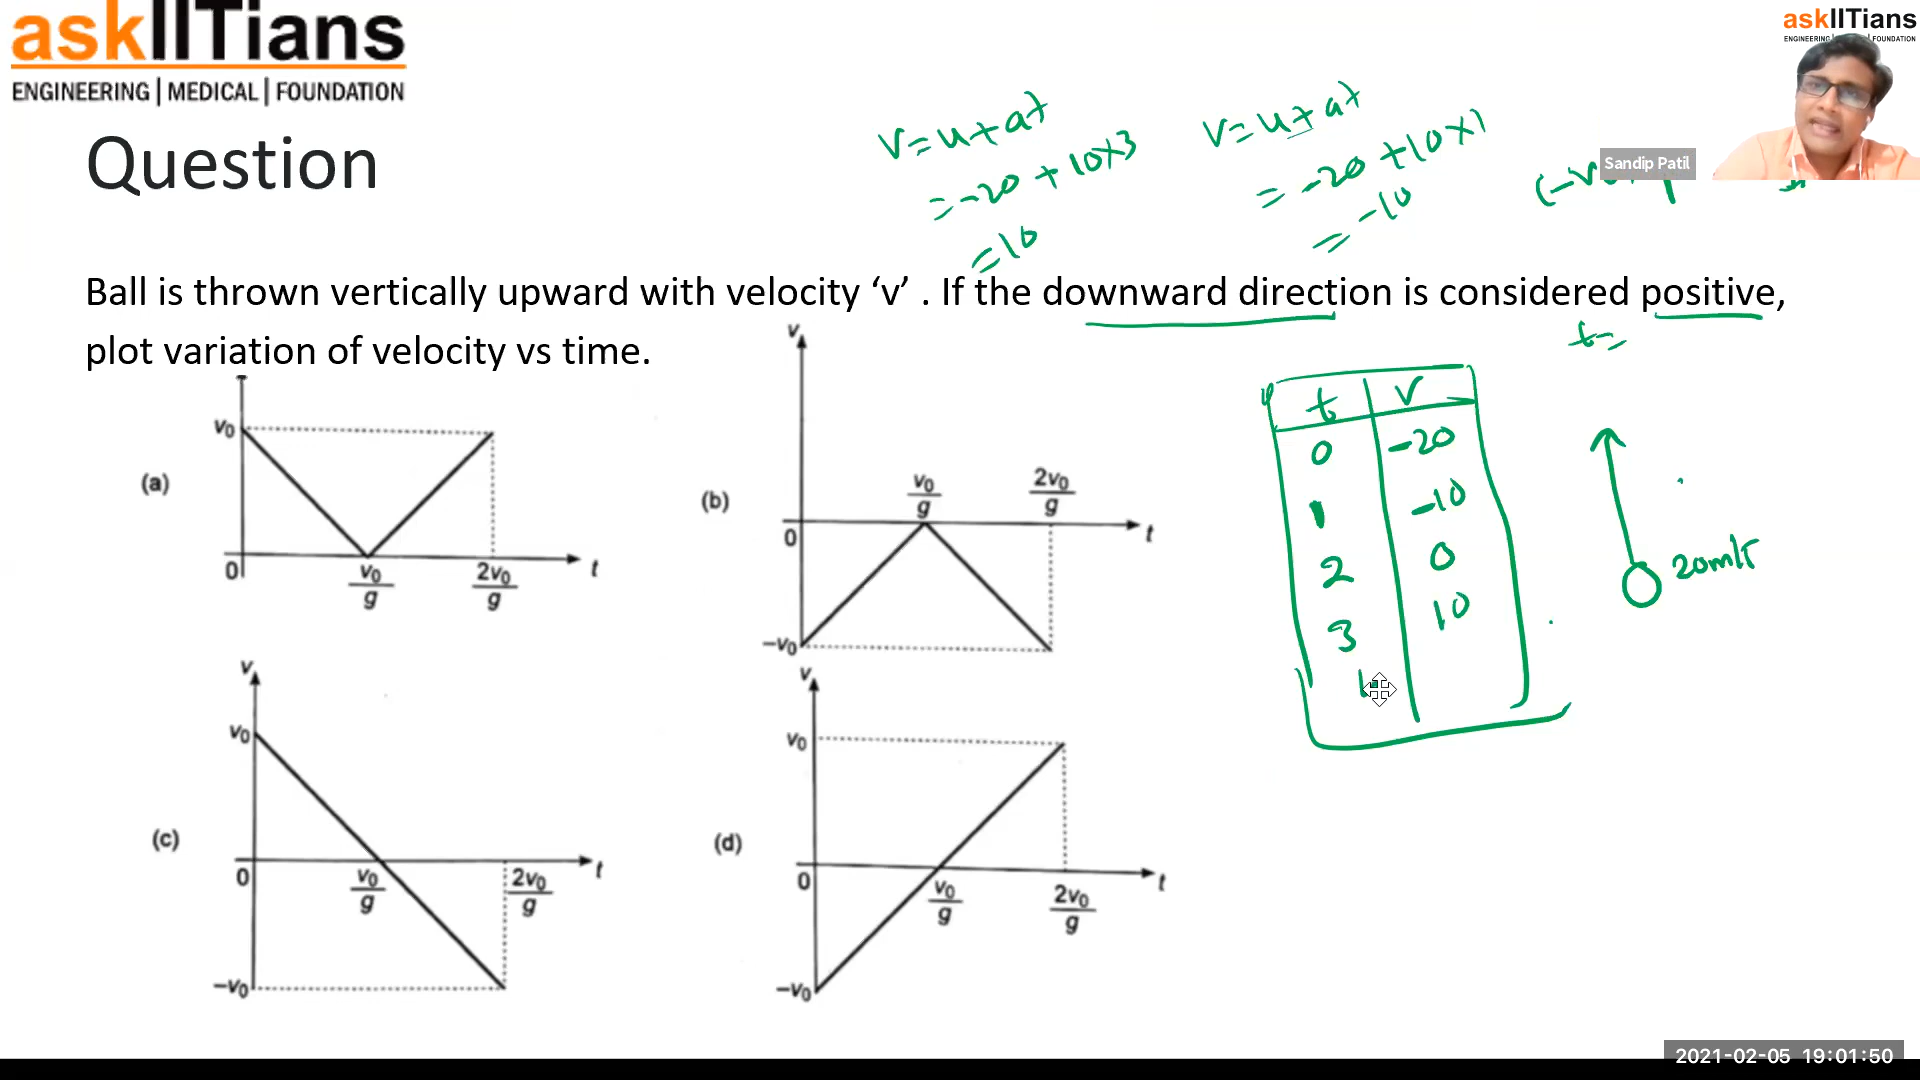 askIITians
ENGINEERING | MEDICAL | FOUNDATION
askIITians
ENGINEERING | FOUNDATION
Sandip Patil
Question
v=u+at
=-20+10×3
=10
v=u+at
=-20+10×1
=-10
Ball is thrown vertically upward with velocity ‘v’ . If the downward direction is considered positive,
plot variation of velocity vs time.
t=
(a)
v₀
0
v₀/g
2v₀/g
t
(b)
v
0
v₀/g
2v₀/g
t
-v₀
(c)
v
v₀
0
v₀/g
2v₀/g
t
-v₀
(d)
v
v₀
0
v₀/g
2v₀/g
t
-v₀
t v
0 -20
1 -10
2 0
3 10
20m/s
2021-02-05 19:01:50